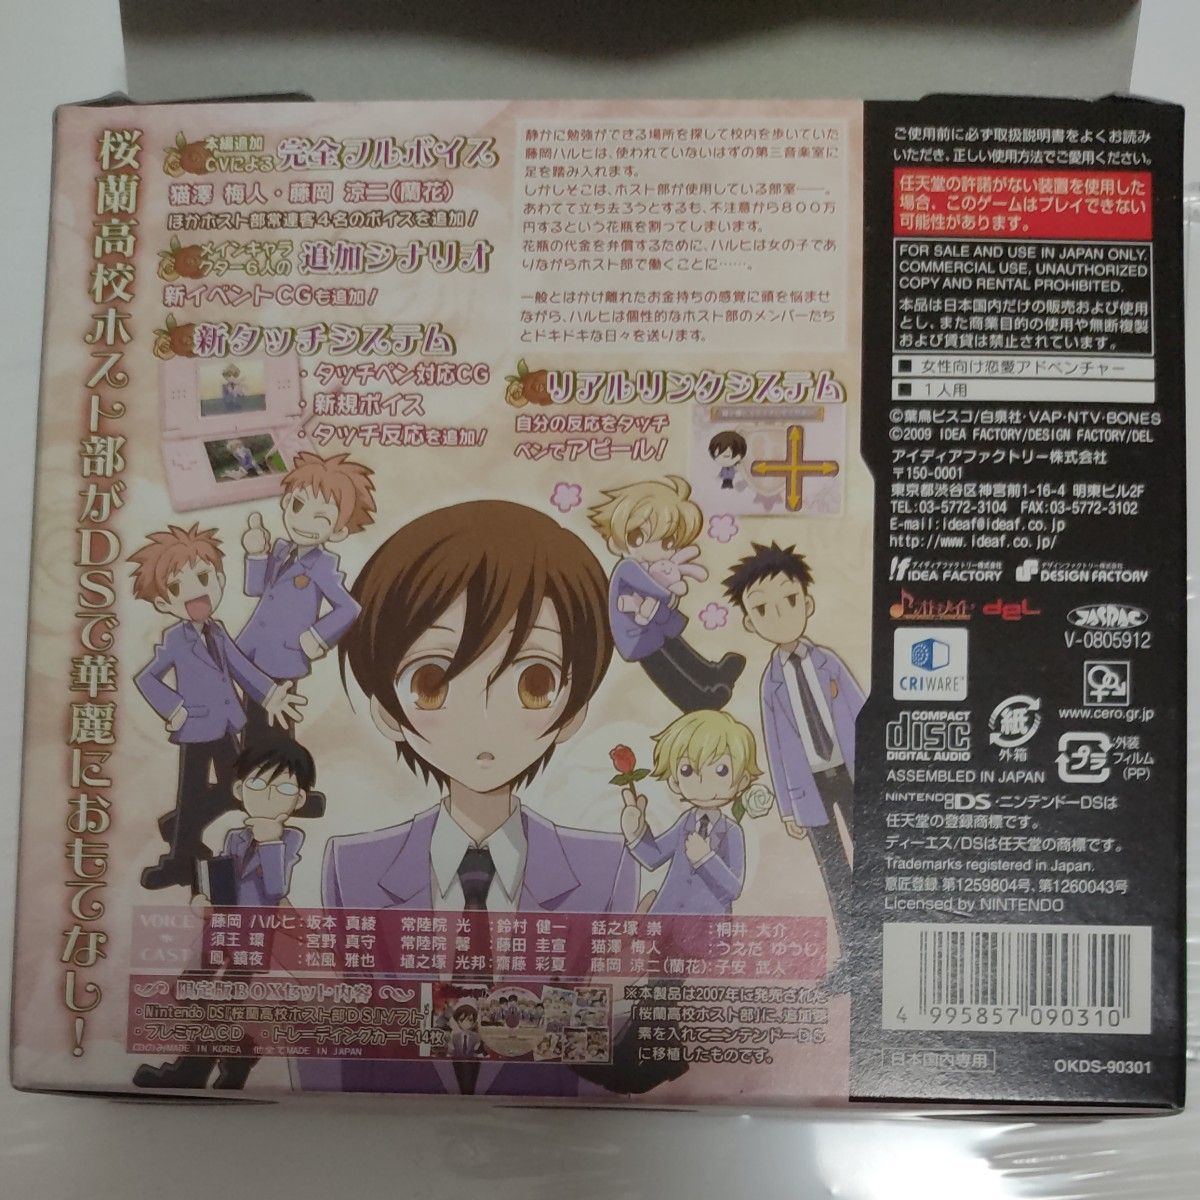 桜蘭高校ホスト部がDSで華麗におもてなし!
本編追加
CVによる 完全フルボイス
猫澤 梅人・藤岡 涼二(蘭花)
ほかホスト部常連客4名のボイスを追加!
メインキャラ
クター6人の 追加シナリオ
新イベントCGも追加!
新タッチシステム
・タッチペン対応CG
・新規ボイス
・タッチ反応を追加!
静かに勉強ができる場所を探して校内を歩いていた
藤岡ハルヒは、使われていないはずの第三音楽室に
足を踏み入れます。
しかしそこは、ホスト部が使用している部室――。
あわてて立ち去ろうとするも、不注意から800万
円するという花瓶を割ってしまいます。
花瓶の代金を弁償するために、ハルヒは女の子であ
りながらホスト部で働くことに……。
一般とはかけ離れたお金持ちの感覚に頭を悩ませ
ながら、ハルヒは個性的なホスト部のメンバーたち
とドキドキな日々を送ります。
リアルリンクシステム
自分の反応をタッチ
ペンでアピール!
VOICE CAST
藤岡 ハルヒ:坂本 真綾 常陸院 光:鈴村 健一 銛之塚 崇:桐井 大介
須王 環:宮野 真守 常陸院 馨:藤田 圭宣 猫澤 梅人:うえだ ゆうじ
鳳 鏡夜:松風 雅也 埴之塚 光邦:齋藤 彩夏 藤岡 涼二(蘭花):子安 武人
限定版BOXセット内容
・Nintendo DS「桜蘭高校ホスト部DS」ソフト
・プレミアムCD ・トレーディングカード14枚
CDのみMADE IN KOREA 他全てMADE IN JAPAN
※本製品は2007年に発売された
「桜蘭高校ホスト部」に、追加要
素を入れてニンテンドーDS
に移植したものです。
ご使用前に必ず取扱説明書をよくお読み
いただき、正しい使用方法でご愛用ください。
任天堂の許諾がない装置を使用した
場合、このゲームはプレイできない
可能性があります。
FOR SALE AND USE IN JAPAN ONLY.
COMMERCIAL USE, UNAUTHORIZED
COPY AND RENTAL PROHIBITED.
本品は日本国内だけの販売および使用
とし、また商業目的の使用や無断複製
および賃貸は禁止されています。
■ 女性向け恋愛アドベンチャー
■ 1人用
©葉鳥ビスコ/白泉社・VAP・NTV・BONES
©2009 IDEA FACTORY/DESIGN FACTORY/DEL
アイディアファクトリー株式会社
〒150-0001
東京都渋谷区神宮前1-16-4 明東ビル2F
TEL:03-5772-3104 FAX:03-5772-3102
E-mail:ideaf@ideaf.co.jp
http://www.ideaf.co.jp/
アイディアファクトリー株式会社
IDEA FACTORY
デザインファクトリー株式会社
DESIGN FACTORY
オトメイト
del
JASRAC
V-0805912
CRIWARE
www.cero.gr.jp
COMPACT
disc
DIGITAL AUDIO
紙
外箱
プラ
:外装
フィルム
(PP)
ASSEMBLED IN JAPAN
NINTENDO DS・ニンテンドーDSは
任天堂の登録商標です。
ディーエス/DSは任天堂の商標です。
Trademarks registered in Japan.
意匠登録 第1259804号、第1260043号
Licensed by NINTENDO
4 995857 090310
日本国内専用
OKDS-90301